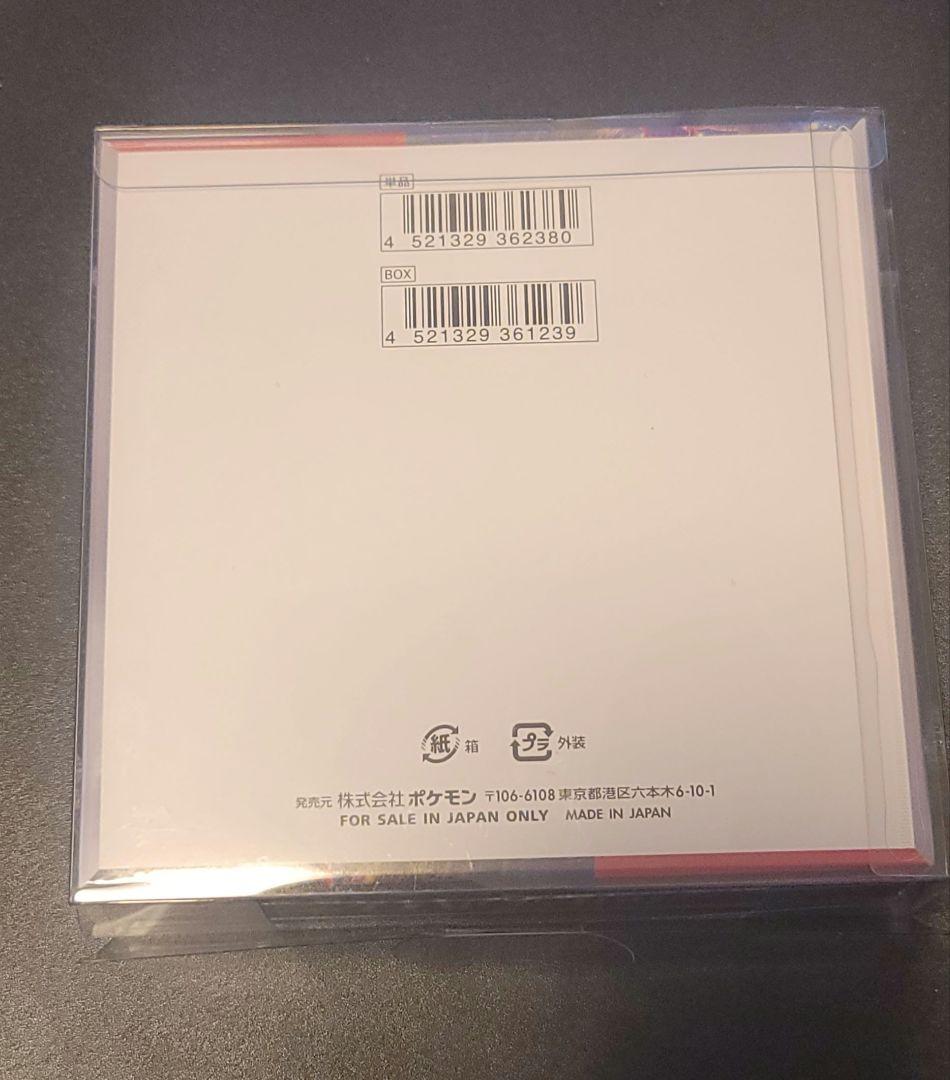 単品
4 521329 362380
BOX
4 521329 361239
紙 箱 プラ 外装
発売元 株式会社ポケモン 〒106-6108 東京都港区六本木6-10-1
FOR SALE IN JAPAN ONLY MADE IN JAPAN